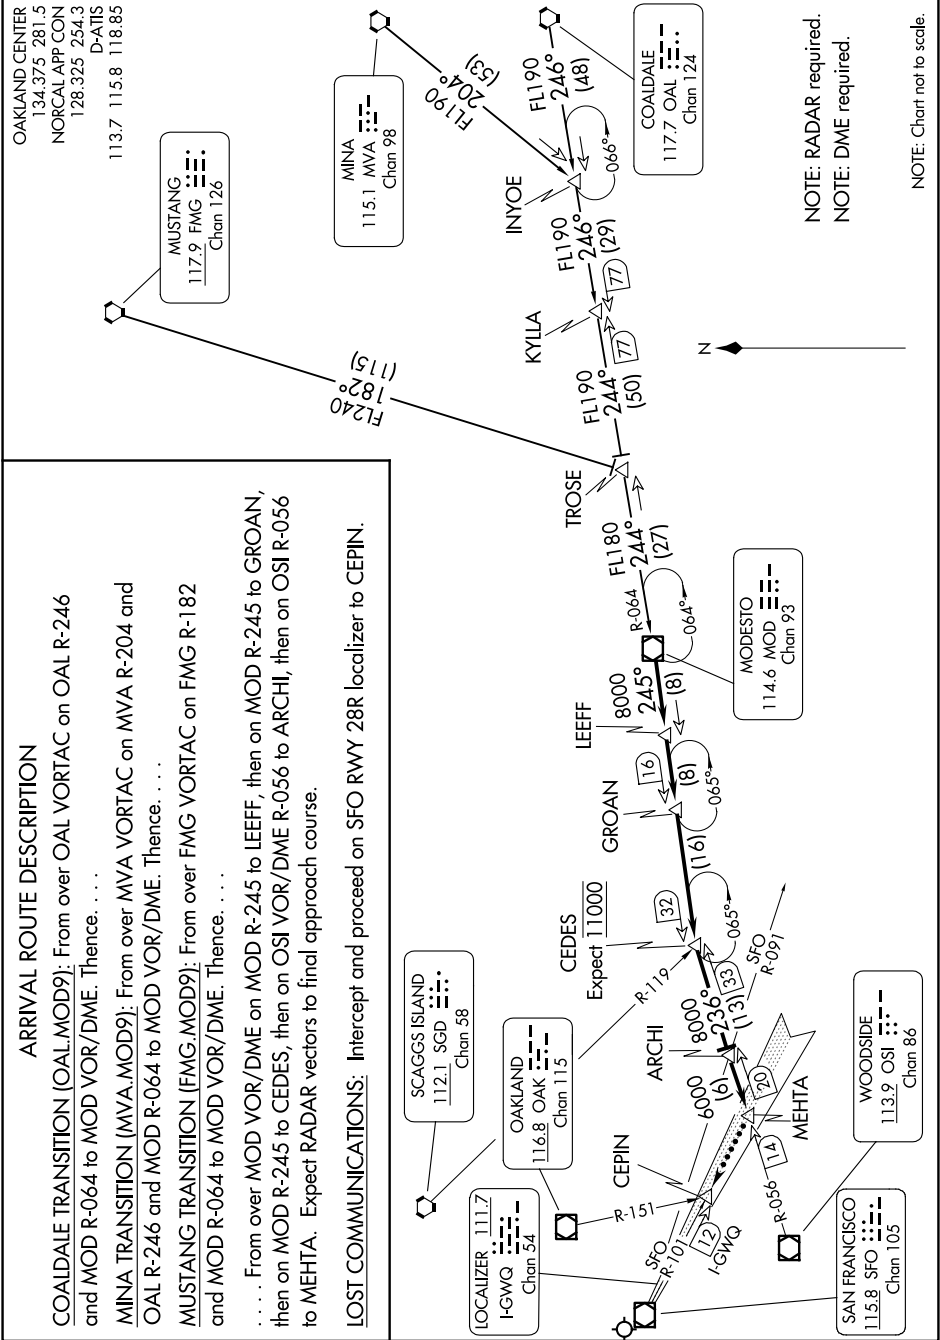 ARRIVAL ROUTE DESCRIPTION
COALDALE TRANSITION (OAL.MOD9): From over OAL VORTAC on OAL R-246
and MOD R-064 to MOD VOR/DME. Thence. . . .
MINA TRANSITION (MVA.MOD9): From over MVA VORTAC on MVA R-204 and
OAL R-246 and MOD R-064 to MOD VOR/DME. Thence. . . .
MUSTANG TRANSITION (FMG.MOD9): From over FMG VORTAC on FMG R-182
and MOD R-064 to MOD VOR/DME. Thence. . . .
. . . . From over MOD VOR/DME on MOD R-245 to LEEFF, then on MOD R-245 to GROAN,
then on MOD R-245 to CEDES, then on OSI VOR/DME R-056 to ARCHI, then on OSI R-056
to MEHTA. Expect RADAR vectors to final approach course.
LOST COMMUNICATIONS: Intercept and proceed on SFO RWY 28R localizer to CEPIN.
OAKLAND CENTER
134.375 281.5
NORCAL APP CON
128.325 254.3
D-ATIS
113.7 115.8 118.85
MUSTANG
117.9 FMG
Chan 126
MINA
115.1 MVA
Chan 98
COALDALE
117.7 OAL
Chan 124
FL240
182°
(115)
FL190
204°
(53)
FL190
246°
(48)
INYOE
066°
FL190
246°
(29)
KYLLA
77
77
FL190
244°
(50)
TROSE
FL180
244°
(27)
R-064
064°
MODESTO
114.6 MOD
Chan 93
8000
245°
(8)
LEEFF
16
(8)
065°
GROAN
(16)
32
065°
CEDES
Expect 11000
33
SCAGGS ISLAND
112.1 SGD
Chan 58
R-119
OAKLAND
116.8 OAK
Chan 115
R-151
8000
236°
(13)
SFO
R-091
ARCHI
20
6000
(6)
MEHTA
14
R-056
CEPIN
12
I-GWQ
SFO
R-101
LOCALIZER 111.7
I-GWQ
Chan 54
WOODSIDE
113.9 OSI
Chan 86
SAN FRANCISCO
115.8 SFO
Chan 105
N
NOTE: RADAR required.
NOTE: DME required.
NOTE: Chart not to scale.